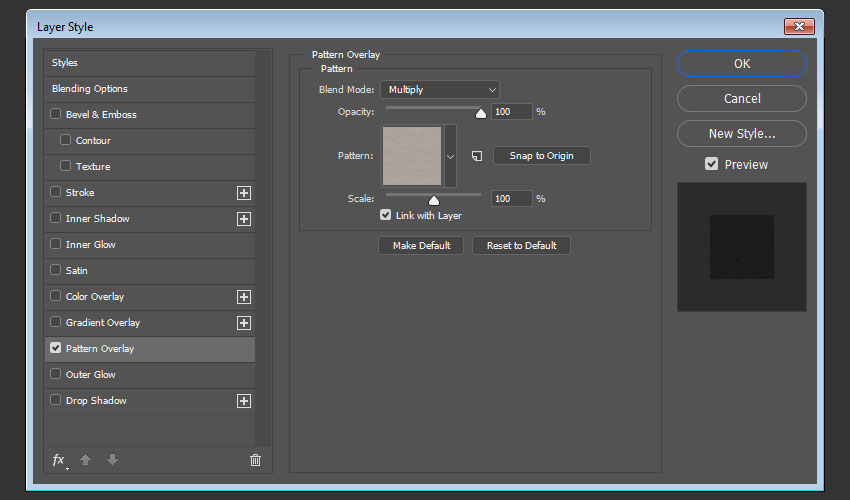 Layer Style
Styles
Blending Options
Bevel & Emboss
Contour
Texture
Stroke
Inner Shadow
Inner Glow
Satin
Color Overlay
Gradient Overlay
Pattern Overlay
Outer Glow
Drop Shadow
fx
Pattern Overlay
Pattern
Blend Mode: Multiply
Opacity: 100 %
Pattern: Snap to Origin
Scale: 100 %
Link with Layer
Make Default Reset to Default
OK
Cancel
New Style...
Preview